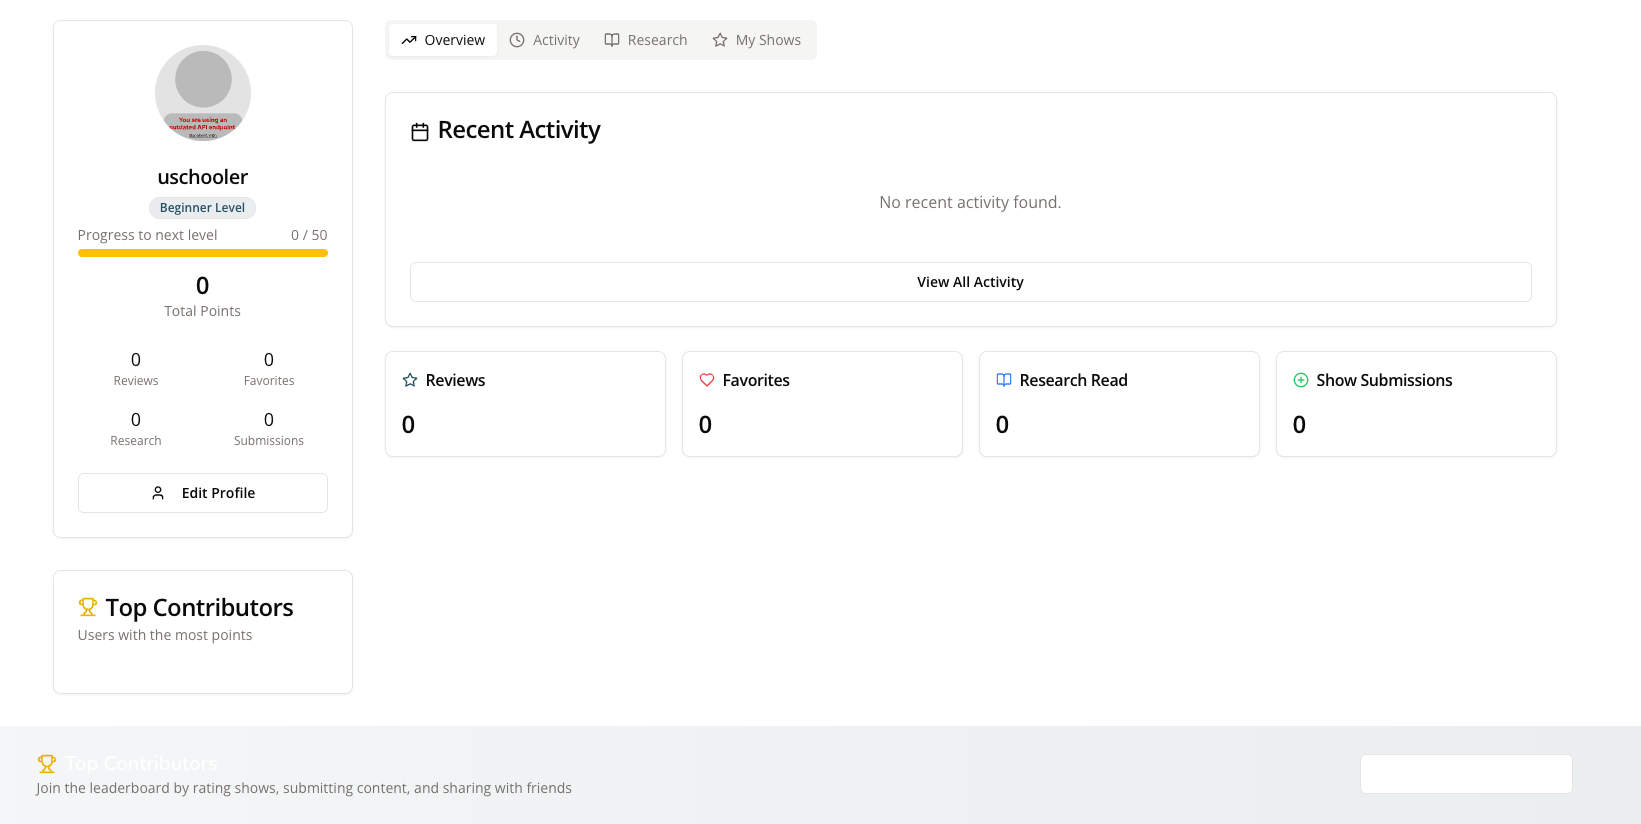 You are using an
outdated API endpoint
uschooler
Beginner Level
Progress to next level 0 / 50
0
Total Points
0 0
Reviews Favorites
0 0
Research Submissions
Edit Profile
Top Contributors
Users with the most points
Overview Activity Research My Shows
Recent Activity
No recent activity found.
View All Activity
Reviews
0
Favorites
0
Research Read
0
Show Submissions
0
Top Contributors
Join the leaderboard by rating shows, submitting content, and sharing with friends